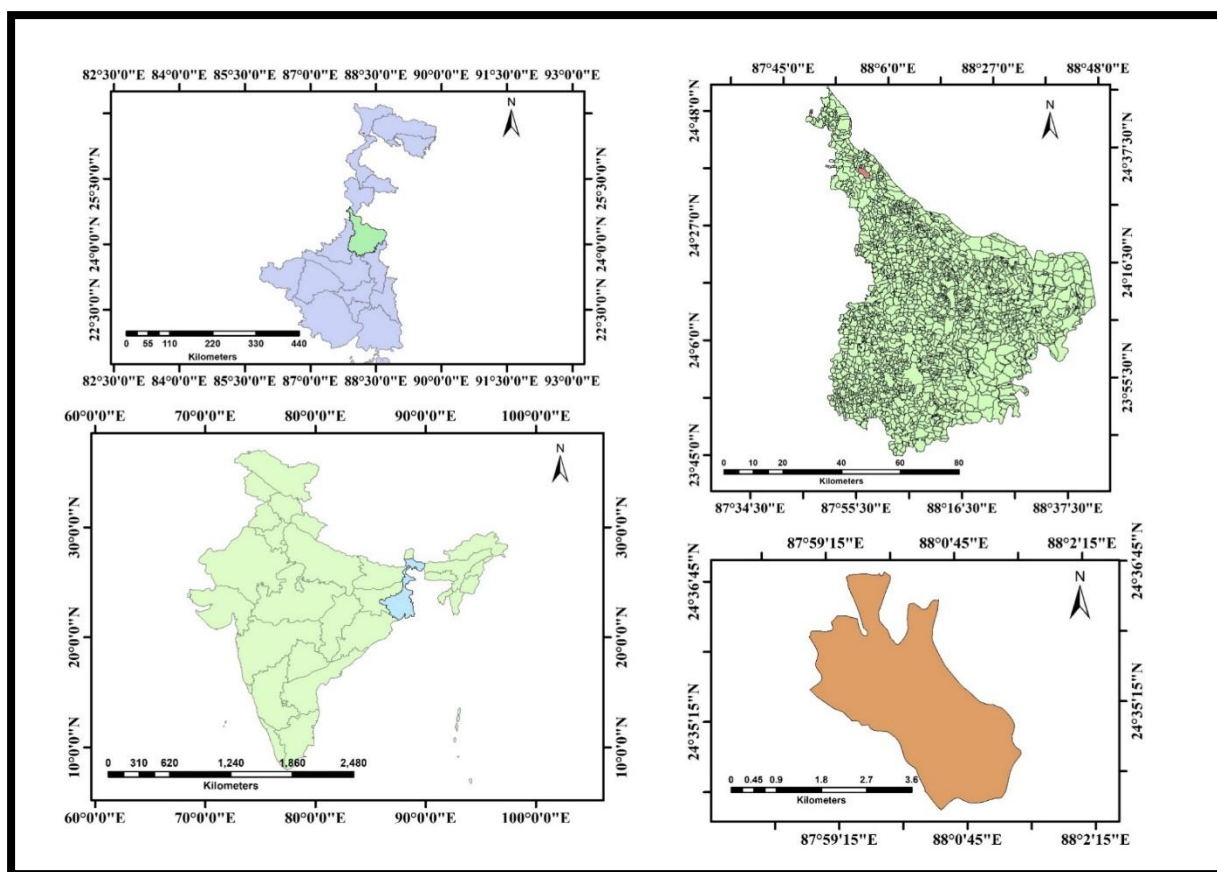 82°30'0"E 84°0'0"E 85°30'0"E 87°0'0"E 88°30'0"E 90°0'0"E 91°30'0"E 93°0'0"E
N
25°30'0"N
24°0'0"N
22°30'0"N
25°30'0"N
24°0'0"N
22°30'0"N
0 55 110 220 330 440
Kilometers
82°30'0"E 84°0'0"E 85°30'0"E 87°0'0"E 88°30'0"E 90°0'0"E 91°30'0"E 93°0'0"E
60°0'0"E 70°0'0"E 80°0'0"E 90°0'0"E 100°0'0"E
N
30°0'0"N
20°0'0"N
10°0'0"N
30°0'0"N
20°0'0"N
10°0'0"N
0 310 620 1,240 1,860 2,480
Kilometers
60°0'0"E 70°0'0"E 80°0'0"E 90°0'0"E 100°0'0"E
87°45'0"E 88°6'0"E 88°27'0"E 88°48'0"E
N
24°48'0"N
24°27'0"N
24°6'0"N
23°45'0"N
24°37'30"N
24°16'30"N
23°55'30"N
0 10 20 40 60 80
Kilometers
87°34'30"E 87°55'30"E 88°16'30"E 88°37'30"E
87°59'15"E 88°0'45"E 88°2'15"E
N
24°36'45"N
24°35'15"N
24°36'45"N
24°35'15"N
0 0.45 0.9 1.8 2.7 3.6
Kilometers
87°59'15"E 88°0'45"E 88°2'15"E